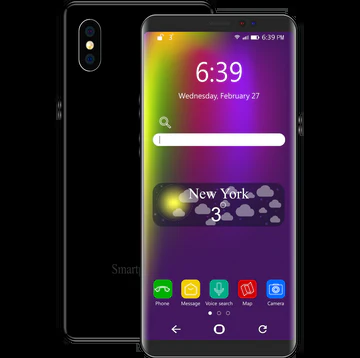 6:39 PM
6:39
Wednesday, February 27
New York
3°
Phone Message Voice search Map Camera